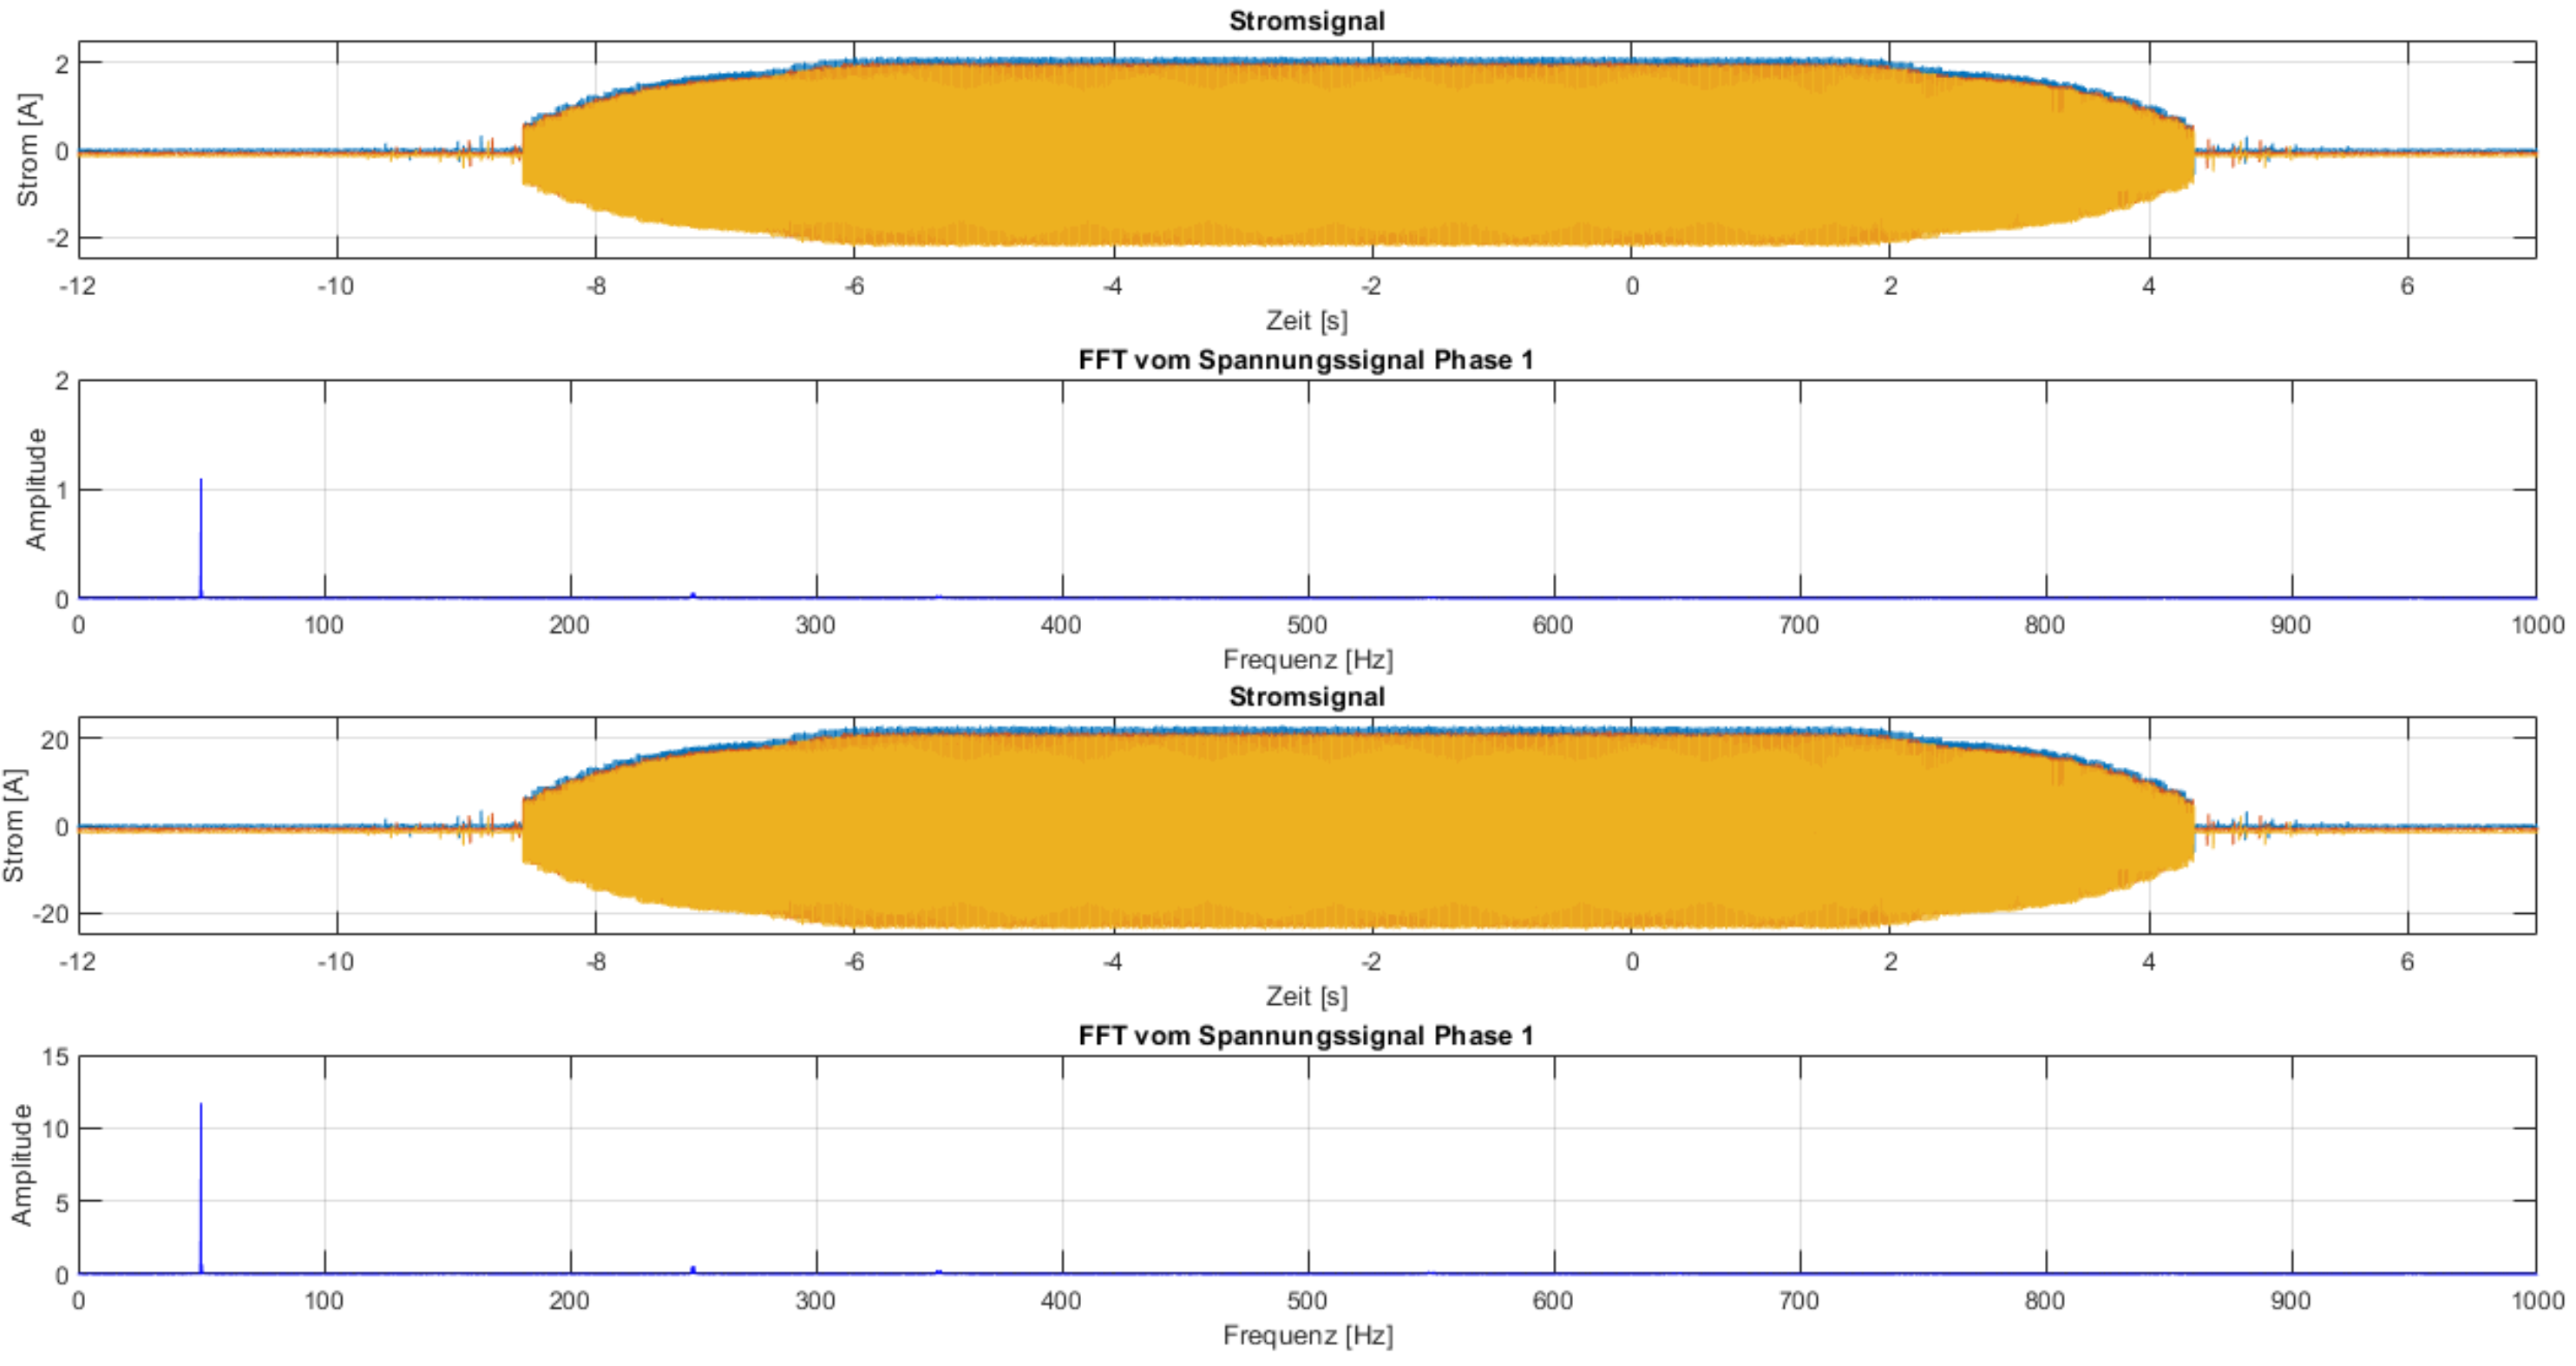 Stromsignal
2
0
-2
Strom [A]
-12 -10 -8 -6 -4 -2 0 2 4 6
Zeit [s]
FFT vom Spannungssignal Phase 1
2
1
0
Amplitude
0 100 200 300 400 500 600 700 800 900 1000
Frequenz [Hz]
Stromsignal
20
0
-20
Strom [A]
-12 -10 -8 -6 -4 -2 0 2 4 6
Zeit [s]
FFT vom Spannungssignal Phase 1
15
10
5
0
Amplitude
0 100 200 300 400 500 600 700 800 900 1000
Frequenz [Hz]